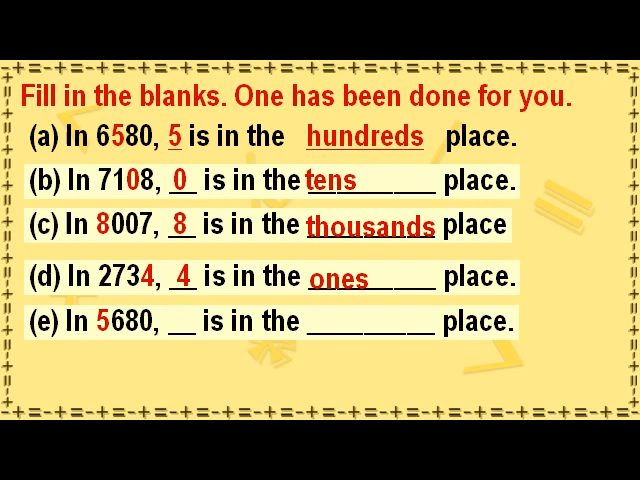 Fill in the blanks. One has been done for you.
(a) In 6580, 5 is in the hundreds place.
(b) In 7108, 0 is in the tens place.
(c) In 8007, 8 is in the thousands place
(d) In 2734, 4 is in the ones place.
(e) In 5680, __ is in the __________ place.